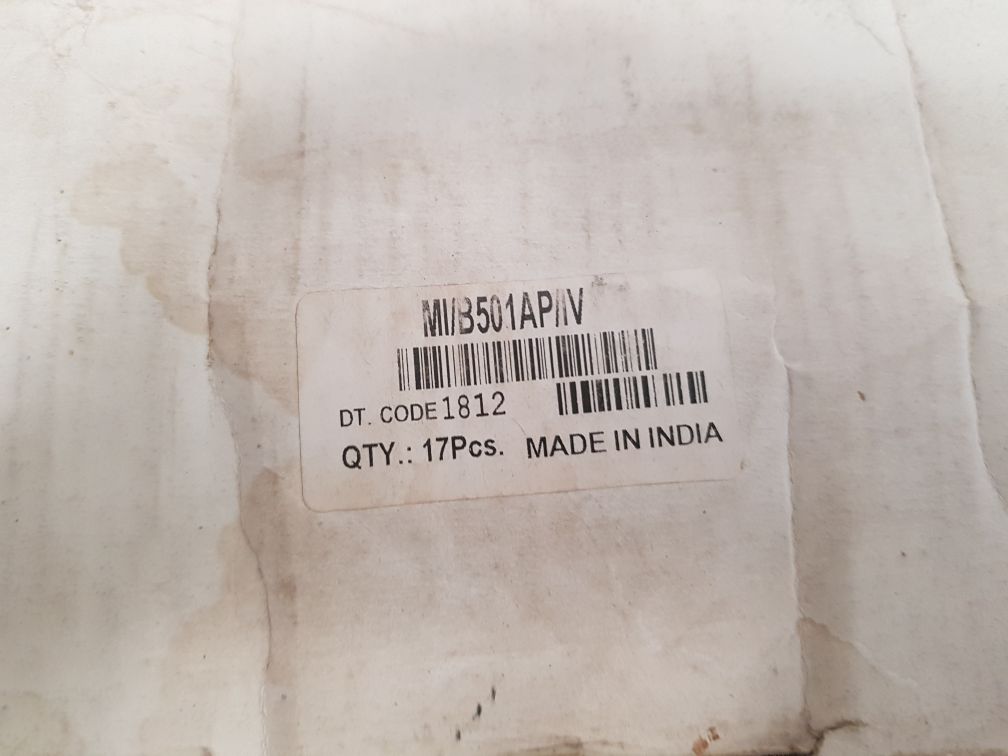 MI/B501AP/IV
DT. CODE 1812
QTY.: 17Pcs. MADE IN INDIA